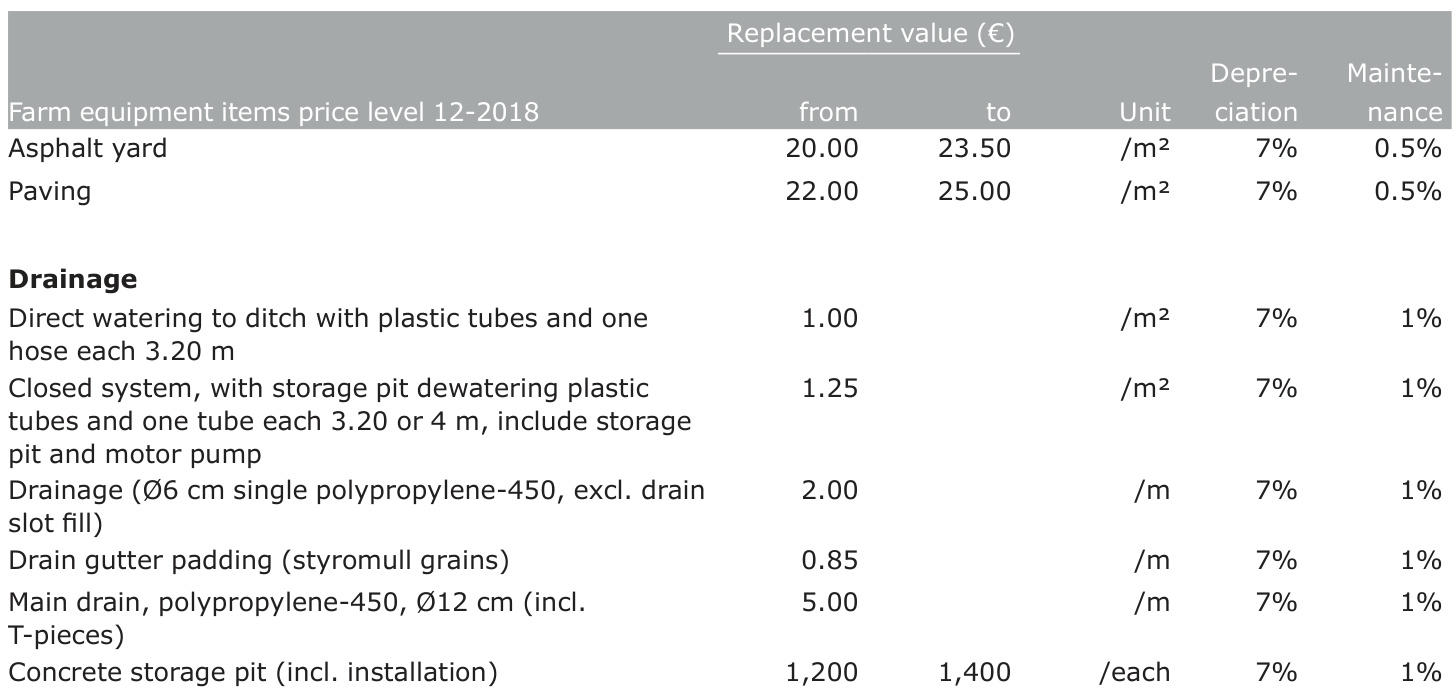 Replacement value (€)
Depre- Mainte-
Farm equipment items price level 12-2018 from to Unit ciation nance
Asphalt yard 20.00 23.50 /m² 7% 0.5%
Paving 22.00 25.00 /m² 7% 0.5%
Drainage
Direct watering to ditch with plastic tubes and one 1.00 /m² 7% 1%
hose each 3.20 m
Closed system, with storage pit dewatering plastic 1.25 /m² 7% 1%
tubes and one tube each 3.20 or 4 m, include storage
pit and motor pump
Drainage (Ø6 cm single polypropylene-450, excl. drain 2.00 /m 7% 1%
slot fill)
Drain gutter padding (styromull grains) 0.85 /m 7% 1%
Main drain, polypropylene-450, Ø12 cm (incl. 5.00 /m 7% 1%
T-pieces)
Concrete storage pit (incl. installation) 1,200 1,400 /each 7% 1%